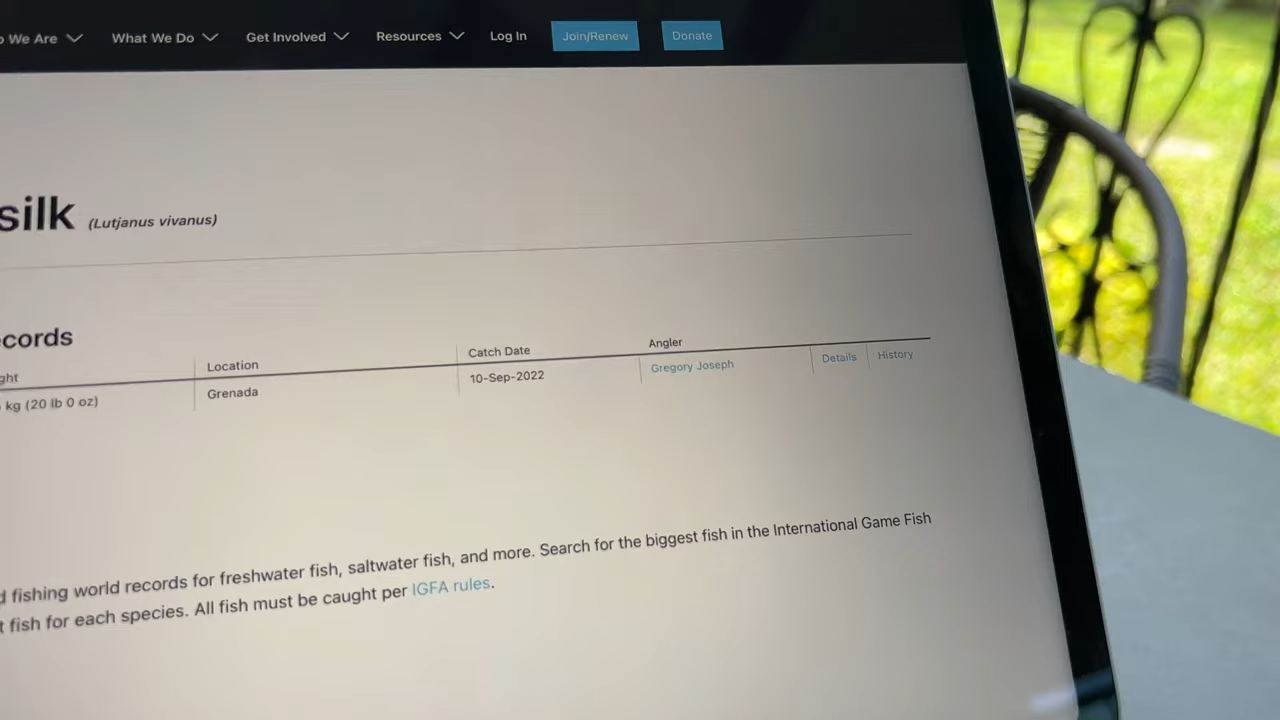 We Are
What We Do
Get Involved
Resources
Log In
Join/Renew
Donate
silk (Lutjanus vivanus)
cords
ght
Location
Catch Date
Angler
kg (20 lb 0 oz)
Grenada
10-Sep-2022
Gregory Joseph
Details
History
d fishing world records for freshwater fish, saltwater fish, and more. Search for the biggest fish in the International Game Fish
t fish for each species. All fish must be caught per IGFA rules.